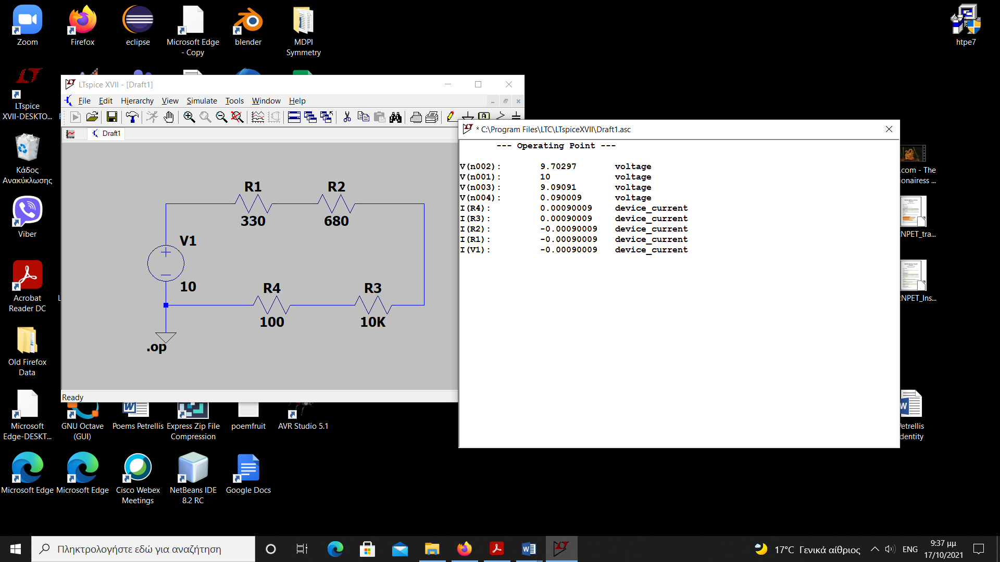 Zoom
Firefox
eclipse
Microsoft Edge
- Copy
blender
MDPI
Symmetry
htpe7
LTspice
XVII-DESKTO...
LTspice XVII - [Draft1]
File Edit Hierarchy View Simulate Tools Window Help
Draft1
R1
330
R2
680
V1
10
R4
100
R3
10K
.op
Ready
* C:\Program Files\LTC\LTspiceXVII\Draft1.asc
--- Operating Point ---
V(n002): 9.70297 voltage
V(n001): 10 voltage
V(n003): 9.09091 voltage
V(n004): 0.090009 voltage
I(R4): 0.00090009 device_current
I(R3): 0.00090009 device_current
I(R2): -0.00090009 device_current
I(R1): -0.00090009 device_current
I(V1): -0.00090009 device_current
Κάδος
Ανακύκλωσης
.com - The
ionairess ...
Viber
NPET_tra...
Acrobat
Reader DC
NPET_Ins...
Old Firefox
Data
Microsoft
Edge-DESKT...
GNU Octave
(GUI)
Poems Petrellis
Express Zip File
Compression
poemfruit
AVR Studio 5.1
Petrellis
identity
Microsoft Edge
Microsoft Edge
Cisco Webex
Meetings
NetBeans IDE
8.2 RC
Google Docs
Πληκτρολογήστε εδώ για αναζήτηση
17°C Γενικά αίθριος
ENG
9:37 μμ
17/10/2021